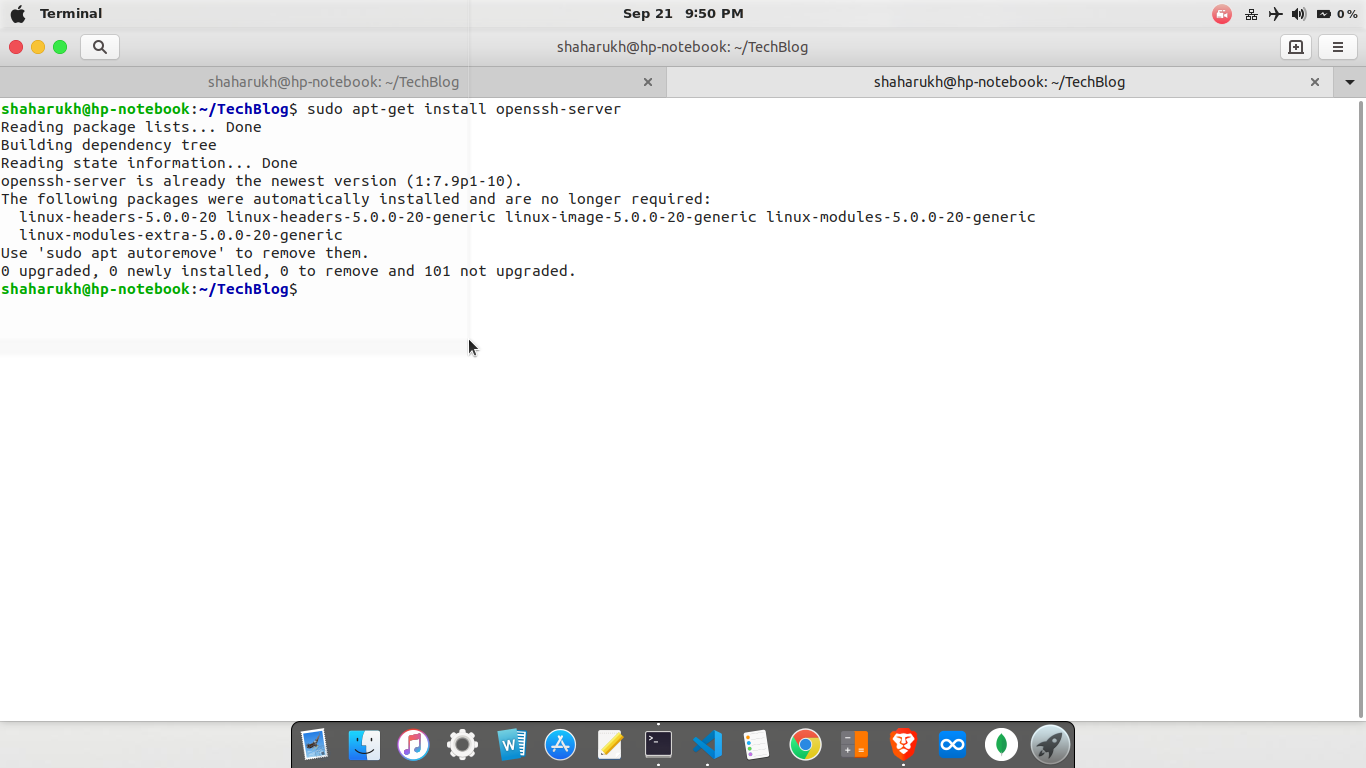 Terminal Sep 21 9:50 PM 0 %
shaharukh@hp-notebook: ~/TechBlog
shaharukh@hp-notebook: ~/TechBlog shaharukh@hp-notebook: ~/TechBlog
shaharukh@hp-notebook:~/TechBlog$ sudo apt-get install openssh-server
Reading package lists... Done
Building dependency tree
Reading state information... Done
openssh-server is already the newest version (1:7.9p1-10).
The following packages were automatically installed and are no longer required:
  linux-headers-5.0.0-20 linux-headers-5.0.0-20-generic linux-image-5.0.0-20-generic linux-modules-5.0.0-20-generic
  linux-modules-extra-5.0.0-20-generic
Use 'sudo apt autoremove' to remove them.
0 upgraded, 0 newly installed, 0 to remove and 101 not upgraded.
shaharukh@hp-notebook:~/TechBlog$